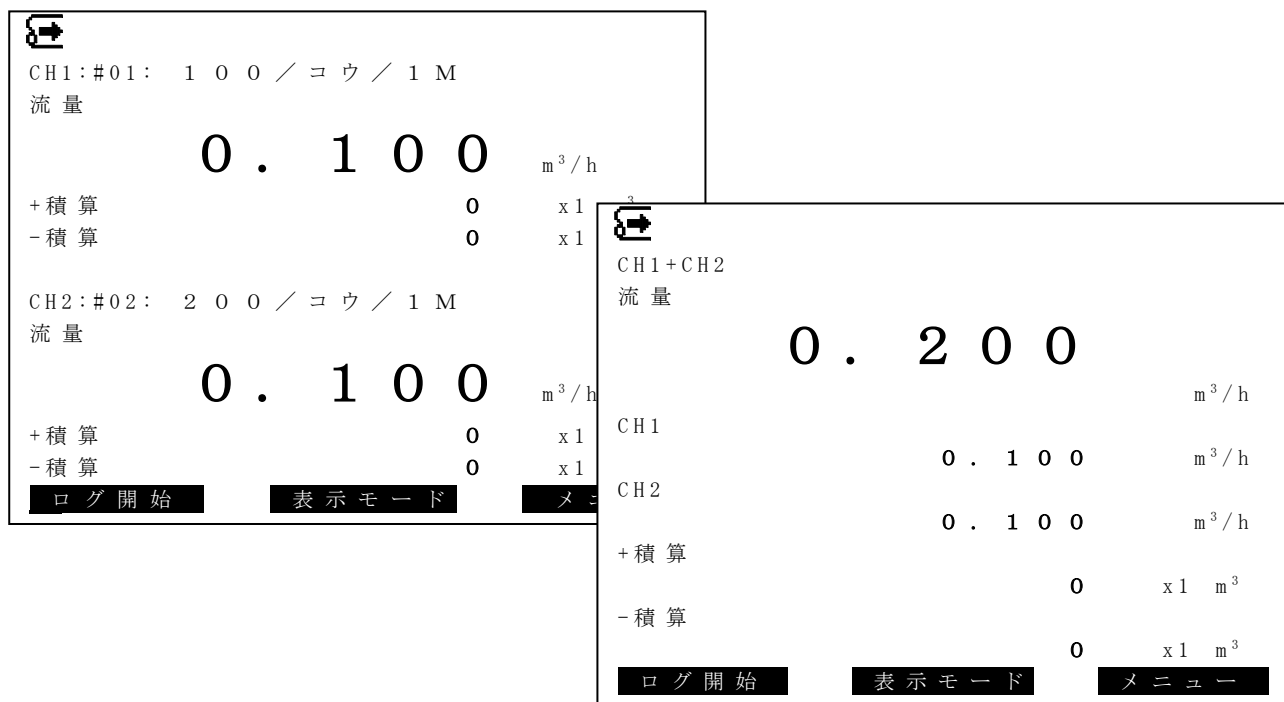 CH1:#01: 100/コウ/1M
流量
0.100 m³/h
+積算 0 x1 m³
-積算 0 x1
CH2:#02: 200/コウ/1M
流量
0.100 m³/h
+積算 0 x1
-積算 0 x1
ログ開始 表示モード メニ
CH1+CH2
流量
0.200
m³/h
CH1
0.100 m³/h
CH2
0.100 m³/h
+積算
0 x1 m³
-積算
0 x1 m³
ログ開始 表示モード メニュー